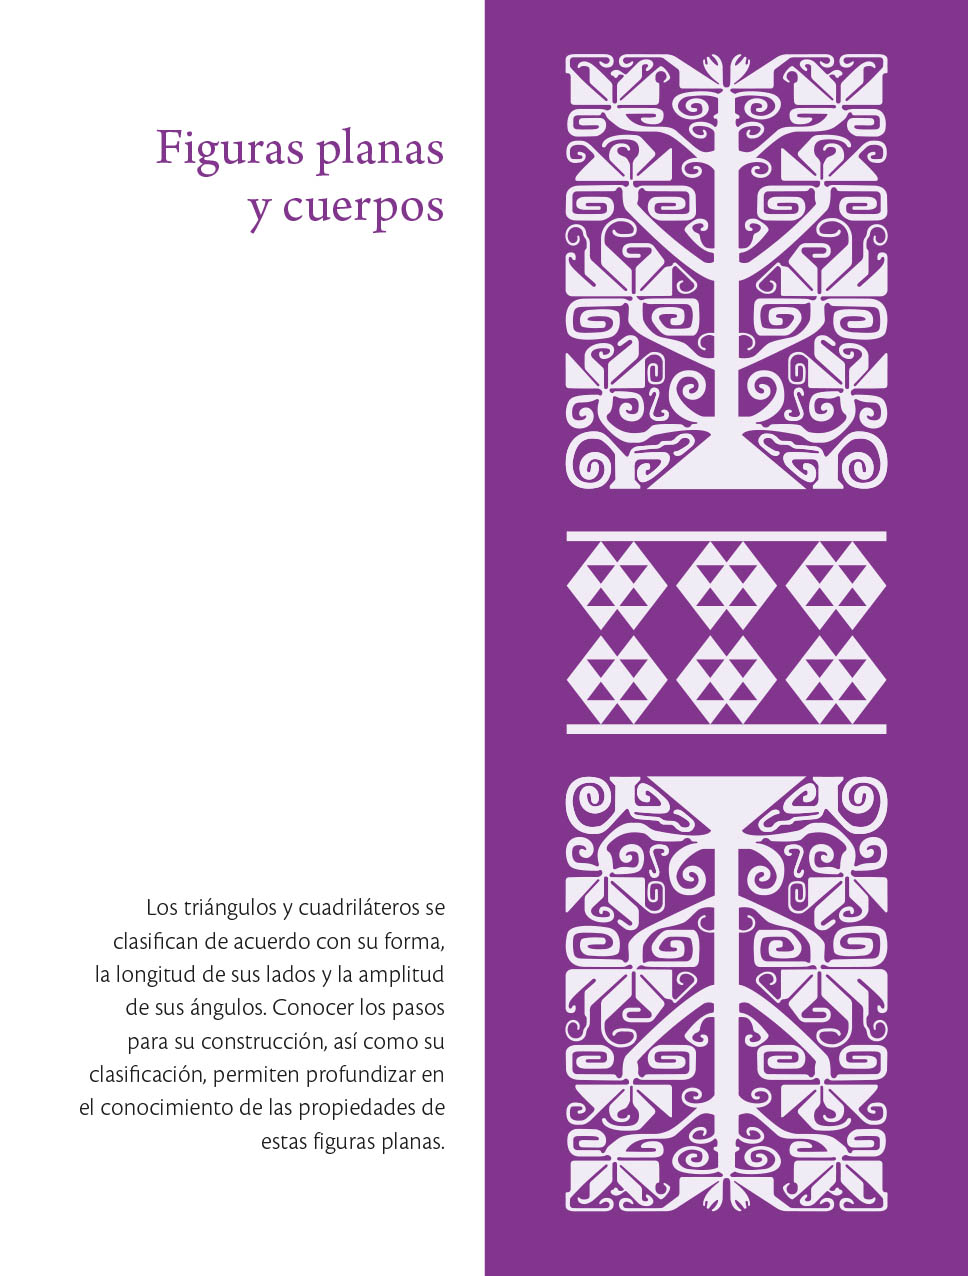 Figuras planas
y cuerpos
Los triángulos y cuadriláteros se
clasifican de acuerdo con su forma,
la longitud de sus lados y la amplitud
de sus ángulos. Conocer los pasos
para su construcción, así como su
clasificación, permiten profundizar en
el conocimiento de las propiedades de
estas figuras planas.